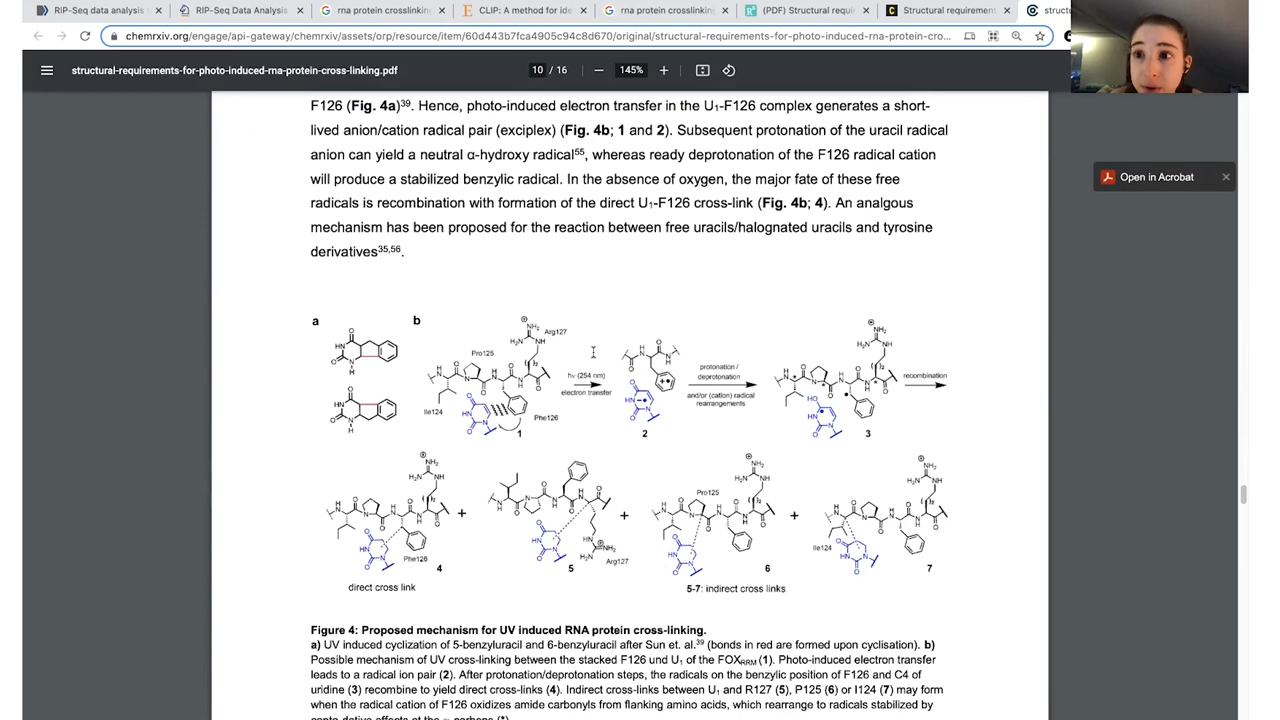 RIP-Seq data analysis v
RIP-Seq Data Analysis
rna protein crosslinking
CLIP: A method for ide
rna protein crosslinkin
(PDF) Structural requi
Structural requirement
structu
chemrxiv.org/engage/api-gateway/chemrxiv/assets/orp/resource/item/60d443b7fca4905c94c8d670/original/structural-requirements-for-photo-induced-rna-protein-cro...
structural-requirements-for-photo-induced-rna-protein-cross-linking.pdf
10 / 16
145%
Open in Acrobat
F126 (Fig. 4a)³⁹. Hence, photo-induced electron transfer in the U₁-F126 complex generates a short-
lived anion/cation radical pair (exciplex) (Fig. 4b; 1 and 2). Subsequent protonation of the uracil radical
anion can yield a neutral α-hydroxy radical⁵⁵, whereas ready deprotonation of the F126 radical cation
will produce a stabilized benzylic radical. In the absence of oxygen, the major fate of these free
radicals is recombination with formation of the direct U₁-F126 cross-link (Fig. 4b; 4). An analgous
mechanism has been proposed for the reaction between free uracils/halognated uracils and tyrosine
derivatives³⁵,⁵⁶.
a
b
Arg127
Pro125
Ile124
Phe126
1
hν (254 nm)
electron transfer
2
protonation /
deprotonation
and/or (cation) radical
rearrangements
3
recombination
Phe126
4
direct cross link
+
5
Arg127
+
Pro125
6
5-7: indirect cross links
+
Ile124
7
Figure 4: Proposed mechanism for UV induced RNA protein cross-linking.
a) UV induced cyclization of 5-benzyluracil and 6-benzyluracil after Sun et. al.³⁹ (bonds in red are formed upon cyclisation). b)
Possible mechanism of UV cross-linking between the stacked F126 und U₁ of the FOX_RRM (1). Photo-induced electron transfer
leads to a radical ion pair (2). After protonation/deprotonation steps, the radicals on the benzylic position of F126 and C4 of
uridine (3) recombine to yield direct cross-links (4). Indirect cross-links between U₁ and R127 (5), P125 (6) or I124 (7) may form
when the radical cation of F126 oxidizes amide carbonyls from flanking amino acids, which rearrange to radicals stabilized by